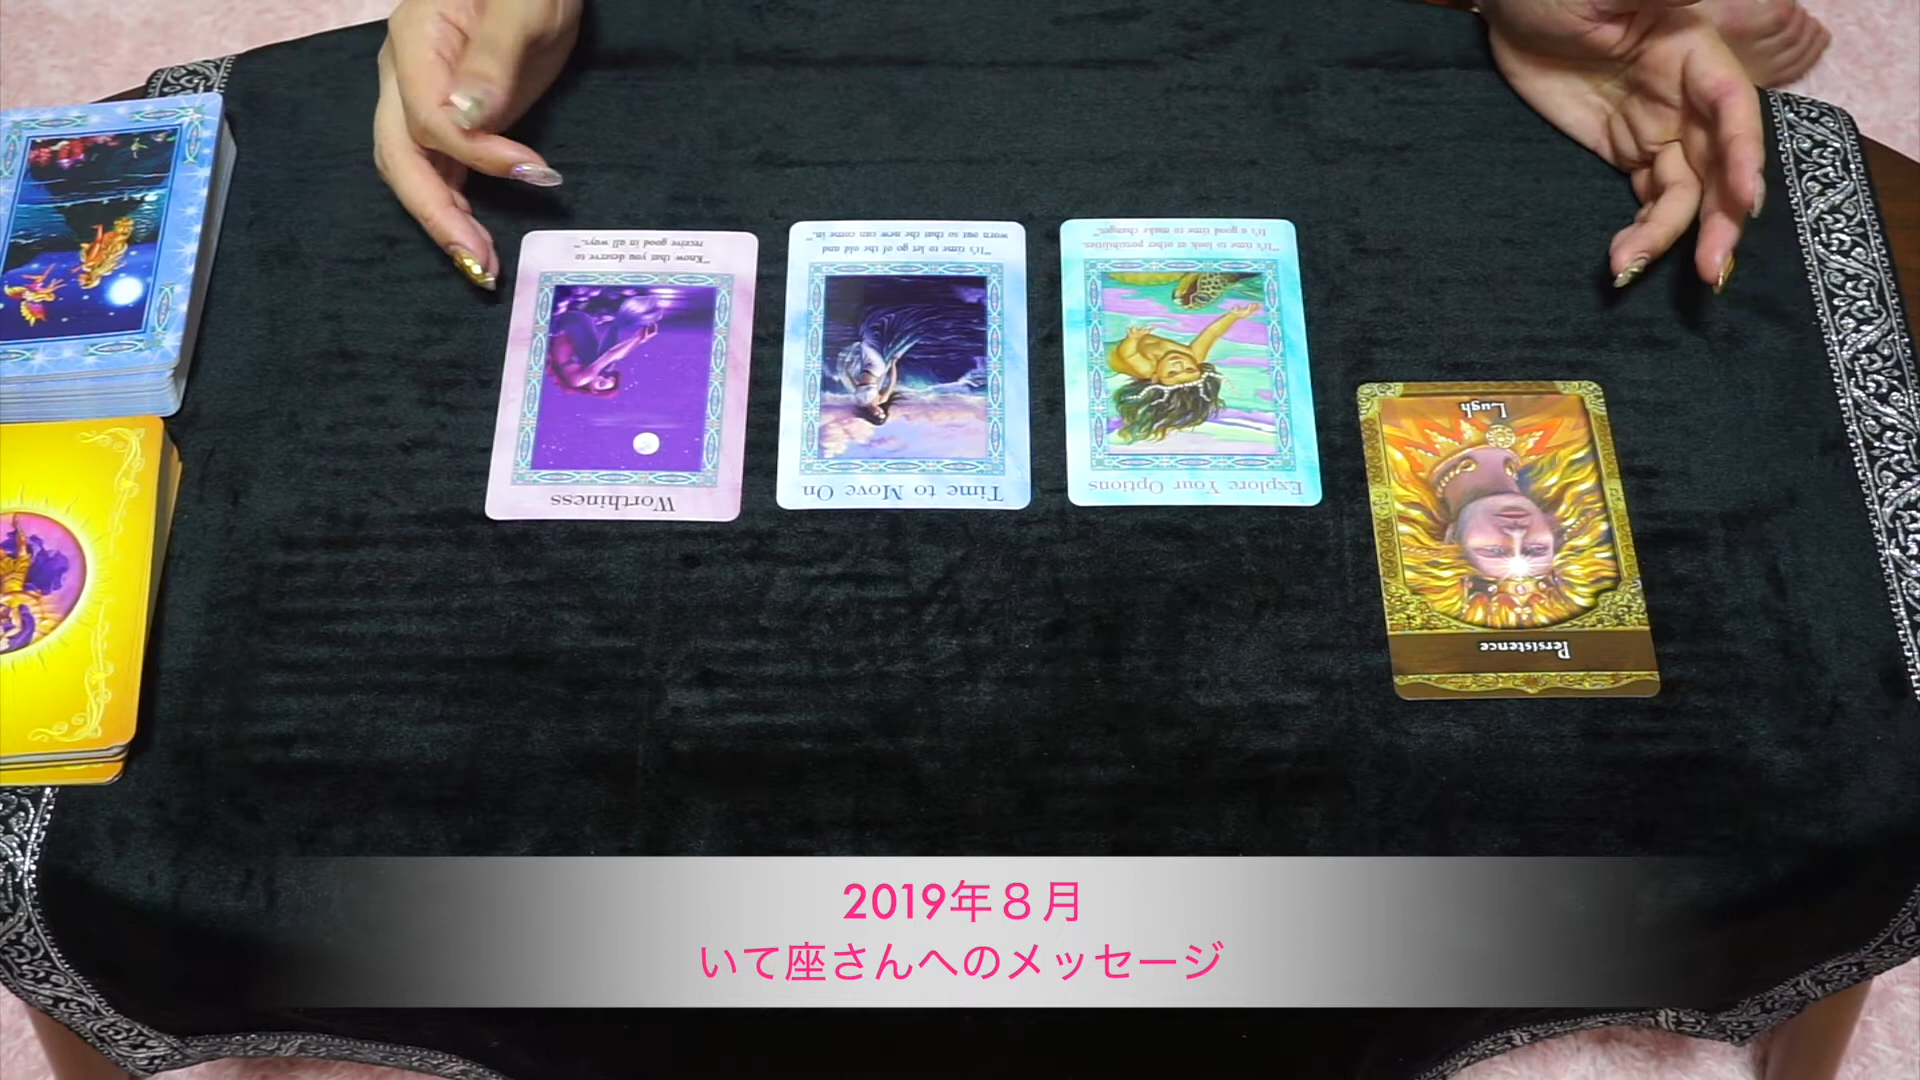 "Know that you deserve to
receive good in all ways."
Worthiness
"It's time to let go of the old and
worn out so that the new can come in."
Time to Move On
"It's time to look at other possibilities.
It's a good time to make changes."
Explore Your Options
Lugh
Persistence
2019年８月
いて座さんへのメッセージ